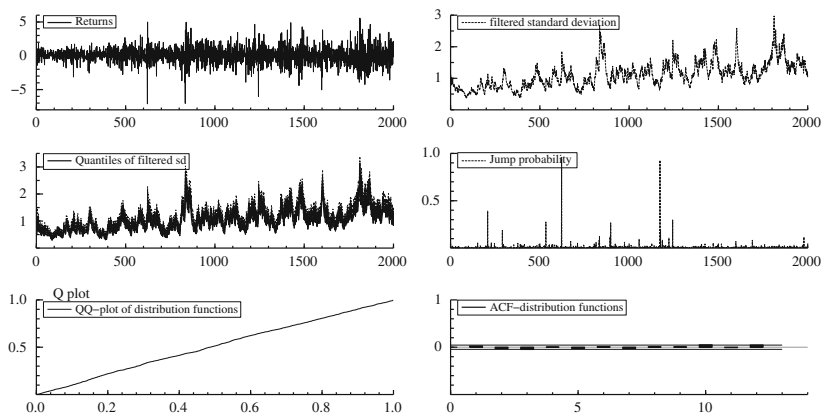 Returns
5
0
−5
0 500 1000 1500 2000
filtered standard deviation
3
2
1
0 500 1000 1500 2000
Quantiles of filtered sd
3
2
1
0 500 1000 1500 2000
Jump probability
1.0
0.5
0 500 1000 1500 2000
Q plot
QQ−plot of distribution functions
1.0
0.5
0.0 0.2 0.4 0.6 0.8 1.0
ACF−distribution functions
1
0
0 5 10